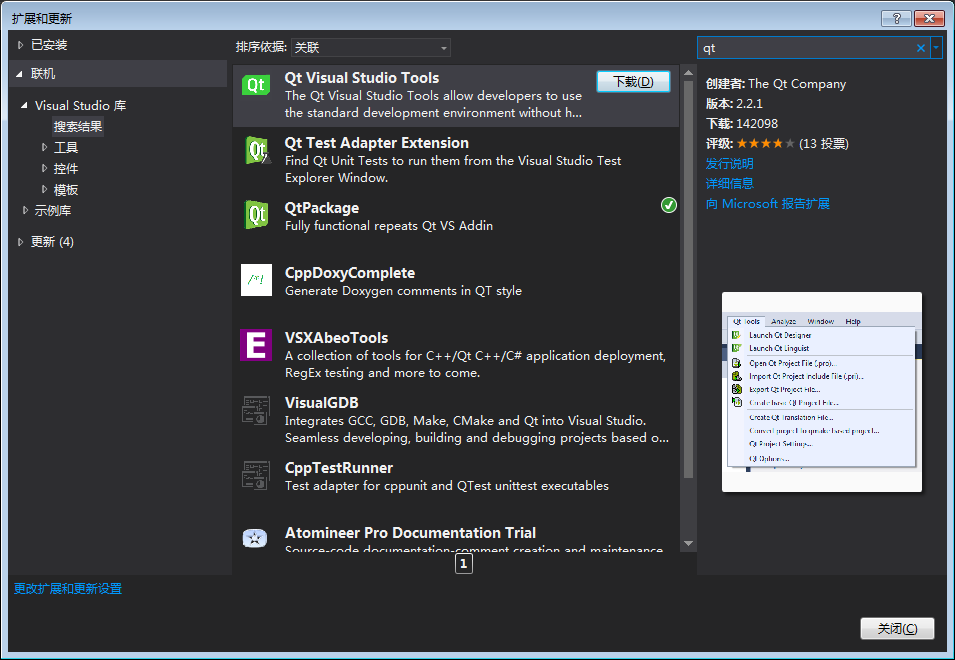 扩展和更新
已安装
联机
Visual Studio 库
搜索结果
工具
控件
模板
示例库
更新 (4)
更改扩展和更新设置
排序依据: 关联
Qt
Qt Visual Studio Tools
下载(D)
The Qt Visual Studio Tools allow developers to use
the standard development environment without h...
Qt
Qt Test Adapter Extension
Find Qt Unit Tests to run them from the Visual Studio Test
Explorer Window.
Qt
QtPackage
Fully functional repeats Qt VS Addin
/**!
CppDoxyComplete
Generate Doxygen comments in QT style
E
VSXAbeoTools
A collection of tools for C++/Qt C++/C# application deployment,
RegEx testing and more to come.
VisualGDB
Integrates GCC, GDB, Make, CMake and Qt into Visual Studio.
Seamless developing, building and debugging projects based o...
CppTestRunner
Test adapter for cppunit and QTest unittest executables
Atomineer Pro Documentation Trial
Source-code documentation-comment creation and maintenance
1
qt
创建者: The Qt Company
版本: 2.2.1
下载: 142098
评级: ★★★★★ (13 投票)
发行说明
详细信息
向 Microsoft 报告扩展
Qt Tools Analyze Window Help
Launch Qt Designer
Launch Qt Linguist
Open Qt Project File (.pro)...
Import Qt Project Include File (.pri)...
Export Qt Project File...
Create basic Qt Project File...
Create Qt Translation File...
Convert project to qmake based project...
Qt Project Settings...
Qt Options...
关闭(C)